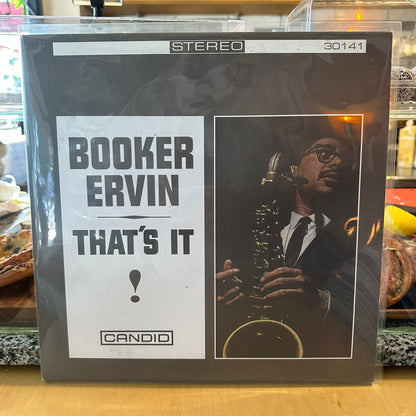 STEREO
30141
BOOKER
ERVIN
THAT'S IT
!
CANDID